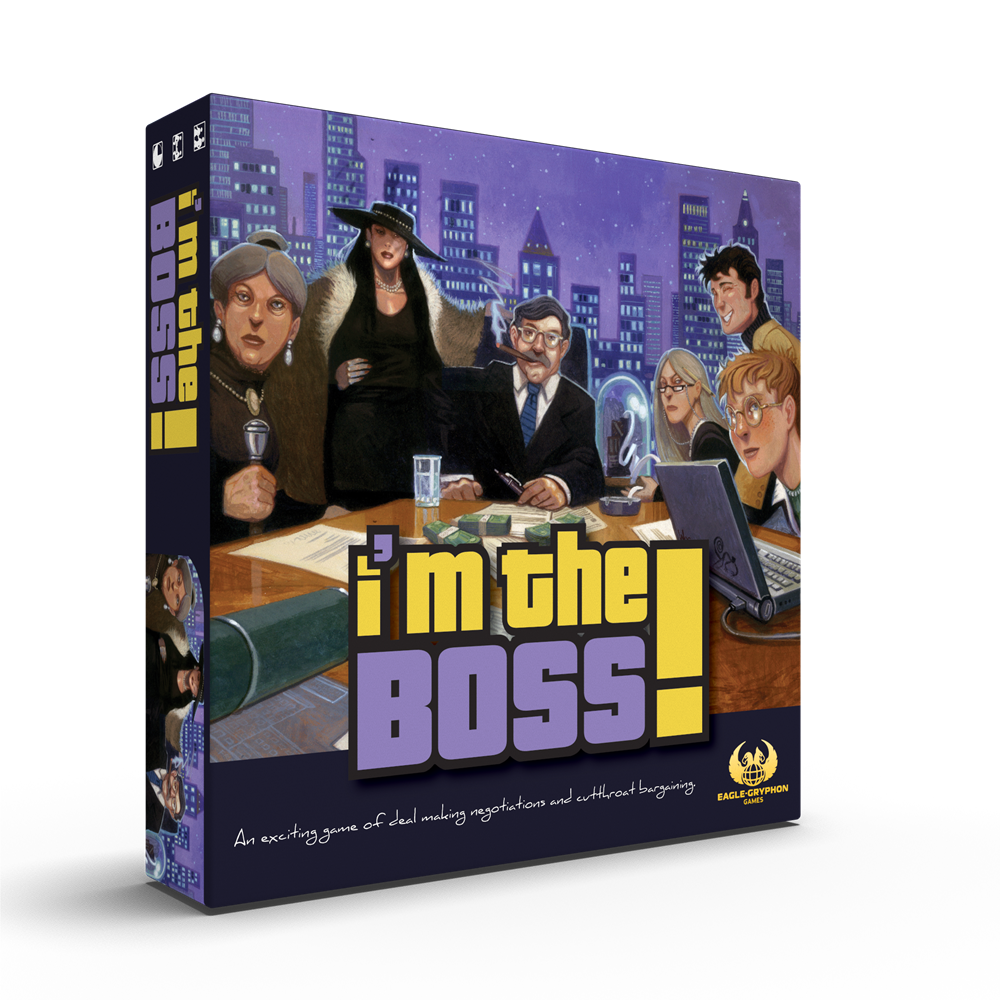 i'm the
BOSS!
i'm the
BOSS!
An exciting game of deal making negotiations and cutthroat bargaining.
EAGLE-GRYPHON
GAMES